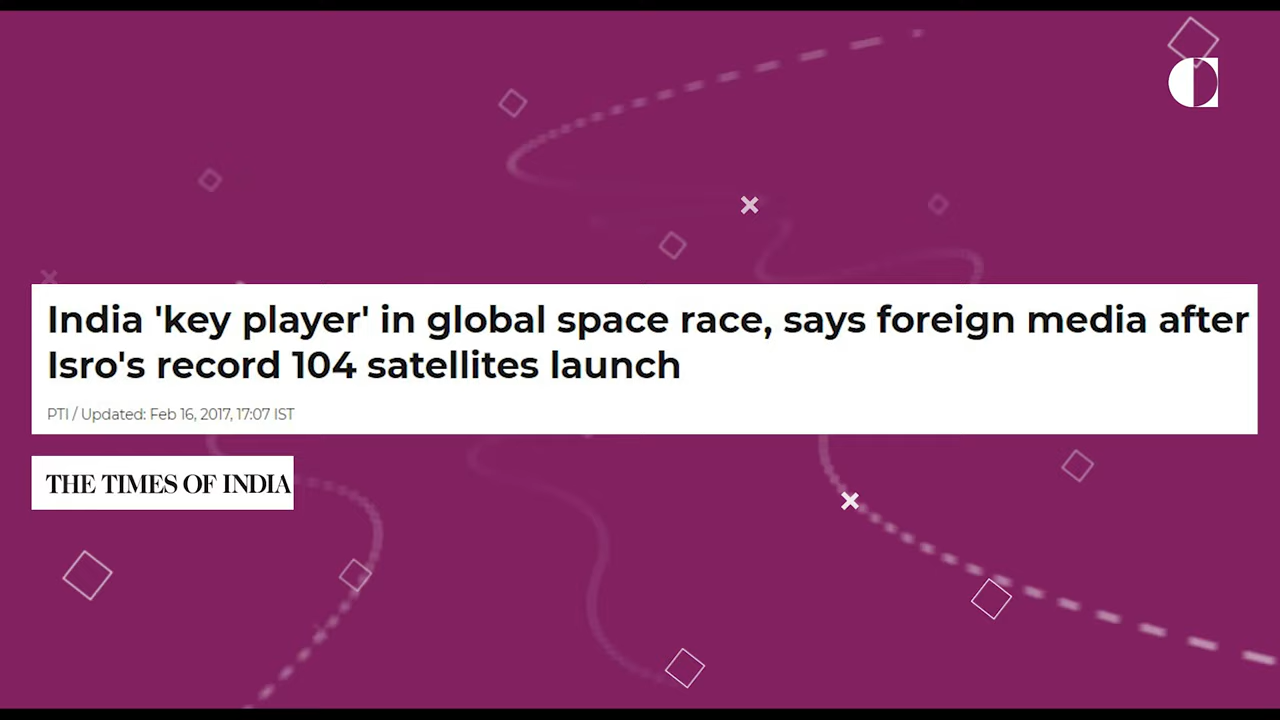 India 'key player' in global space race, says foreign media after
Isro's record 104 satellites launch
PTI / Updated: Feb 16, 2017, 17:07 IST
THE TIMES OF INDIA